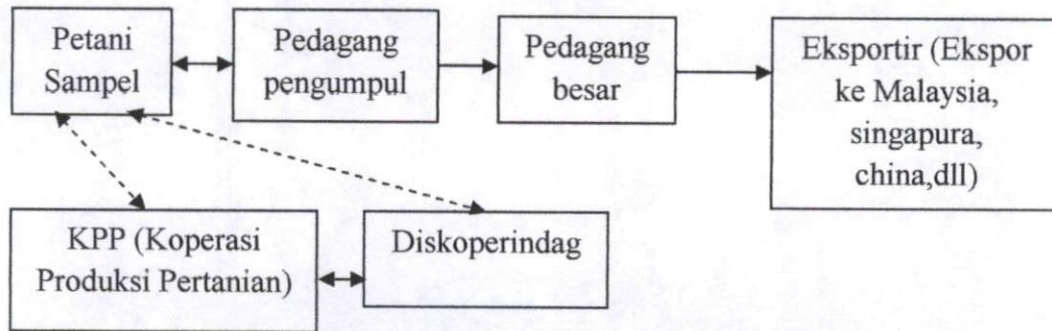 Petani
Sampel
Pedagang
pengumpul
Pedagang
besar
Eksportir (Ekspor
ke Malaysia,
singapura,
china,dll)
KPP (Koperasi
Produksi Pertanian)
Diskoperindag